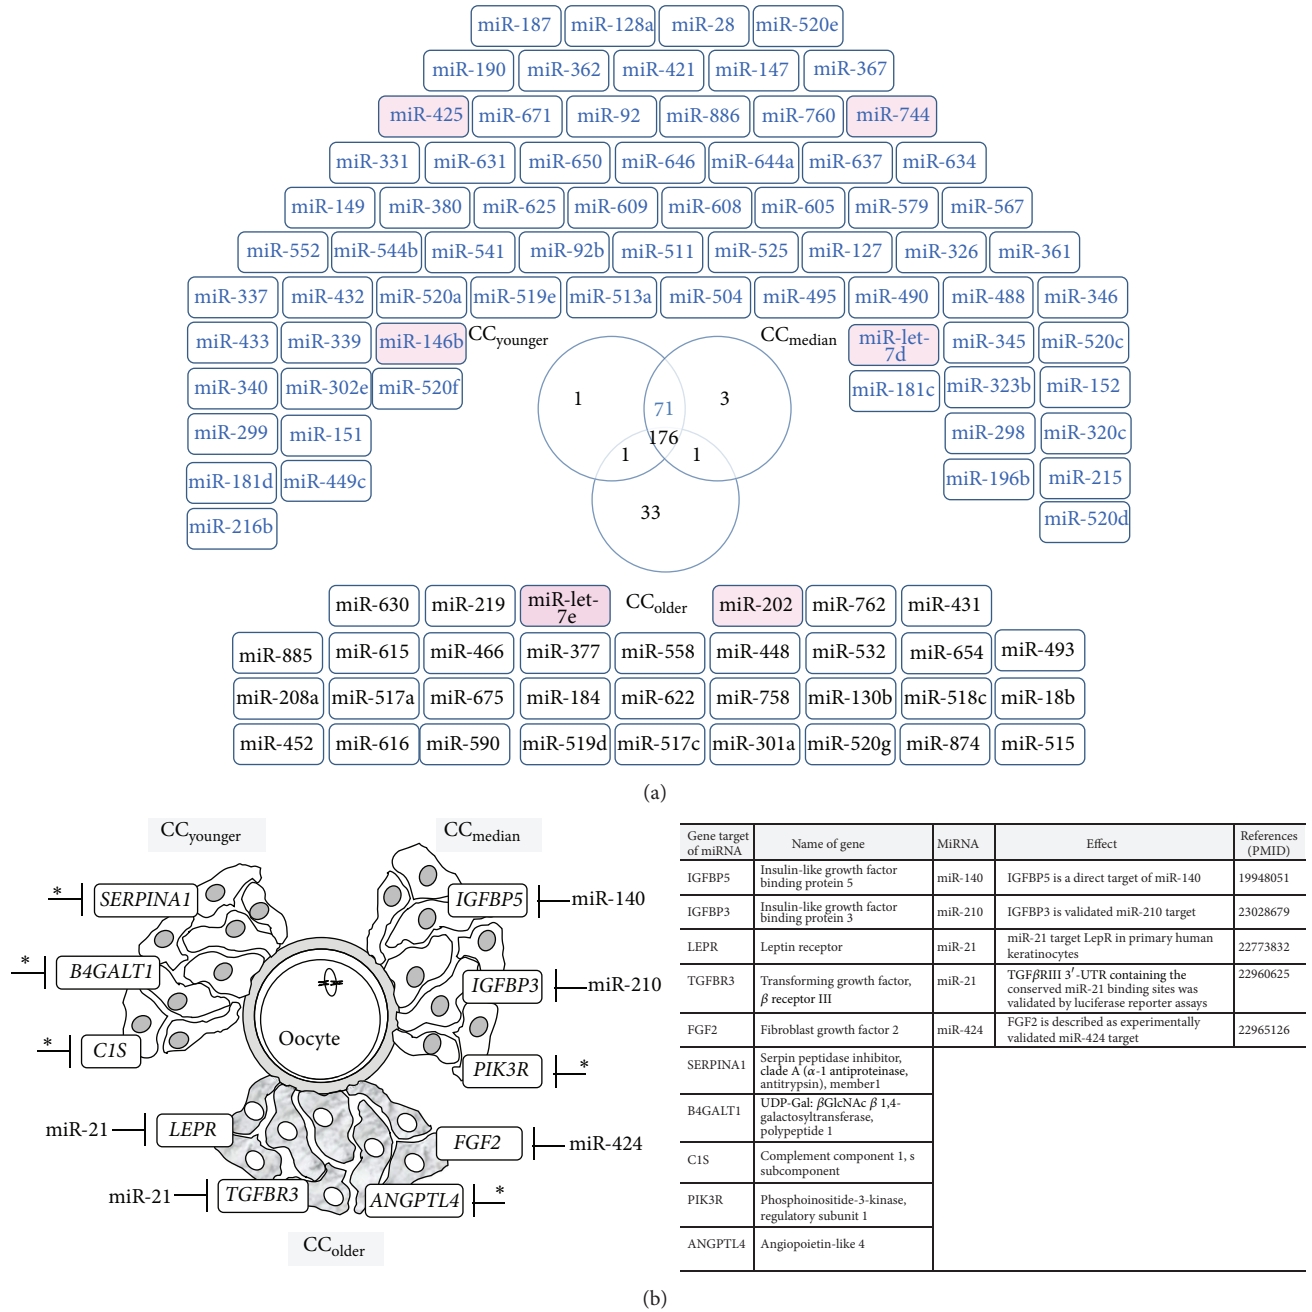 miR-187 miR-128a miR-28 miR-520e
miR-190 miR-362 miR-421 miR-147 miR-367
miR-425 miR-671 miR-92 miR-886 miR-760 miR-744
miR-331 miR-631 miR-650 miR-646 miR-644a miR-637 miR-634
miR-149 miR-380 miR-625 miR-609 miR-608 miR-605 miR-579 miR-567
miR-552 miR-544b miR-541 miR-92b miR-511 miR-525 miR-127 miR-326 miR-361
miR-337 miR-432 miR-520a miR-519e miR-513a miR-504 miR-495 miR-490 miR-488 miR-346
miR-433 miR-339 miR-146b CCyounger CCmedian miR-let-7d miR-345 miR-520c
miR-340 miR-302e miR-520f miR-181c miR-323b miR-152
miR-299 miR-151 miR-298 miR-320c
miR-181d miR-449c miR-196b miR-215
miR-216b miR-520d
1 71 3
176
1 1
33
miR-630 miR-219 miR-let-7e CColder miR-202 miR-762 miR-431
miR-885 miR-615 miR-466 miR-377 miR-558 miR-448 miR-532 miR-654 miR-493
miR-208a miR-517a miR-675 miR-184 miR-622 miR-758 miR-130b miR-518c miR-18b
miR-452 miR-616 miR-590 miR-519d miR-517c miR-301a miR-520g miR-874 miR-515
(a)
CCyounger CCmedian
* SERPINA1 IGFBP5 miR-140
* B4GALT1 IGFBP3 miR-210
Oocyte
* C1S PIK3R *
miR-21 LEPR FGF2 miR-424
miR-21 TGFBR3 ANGPTL4 *
CColder
Gene target of miRNA Name of gene MiRNA Effect References (PMID)
IGFBP5 Insulin-like growth factor binding protein 5 miR-140 IGFBP5 is a direct target of miR-140 19948051
IGFBP3 Insulin-like growth factor binding protein 3 miR-210 IGFBP3 is validated miR-210 target 23028679
LEPR Leptin receptor miR-21 miR-21 target LepR in primary human keratinocytes 22773832
TGFBR3 Transforming growth factor, β receptor III miR-21 TGFβRIII 3′-UTR containing the conserved miR-21 binding sites was validated by luciferase reporter assays 22960625
FGF2 Fibroblast growth factor 2 miR-424 FGF2 is described as experimentally validated miR-424 target 22965126
SERPINA1 Serpin peptidase inhibitor, clade A (α-1 antiproteinase, antitrypsin), member1
B4GALT1 UDP-Gal: βGlcNAc β 1,4-galactosyltransferase, polypeptide 1
C1S Complement component 1, s subcomponent
PIK3R Phosphoinositide-3-kinase, regulatory subunit 1
ANGPTL4 Angiopoietin-like 4
(b)